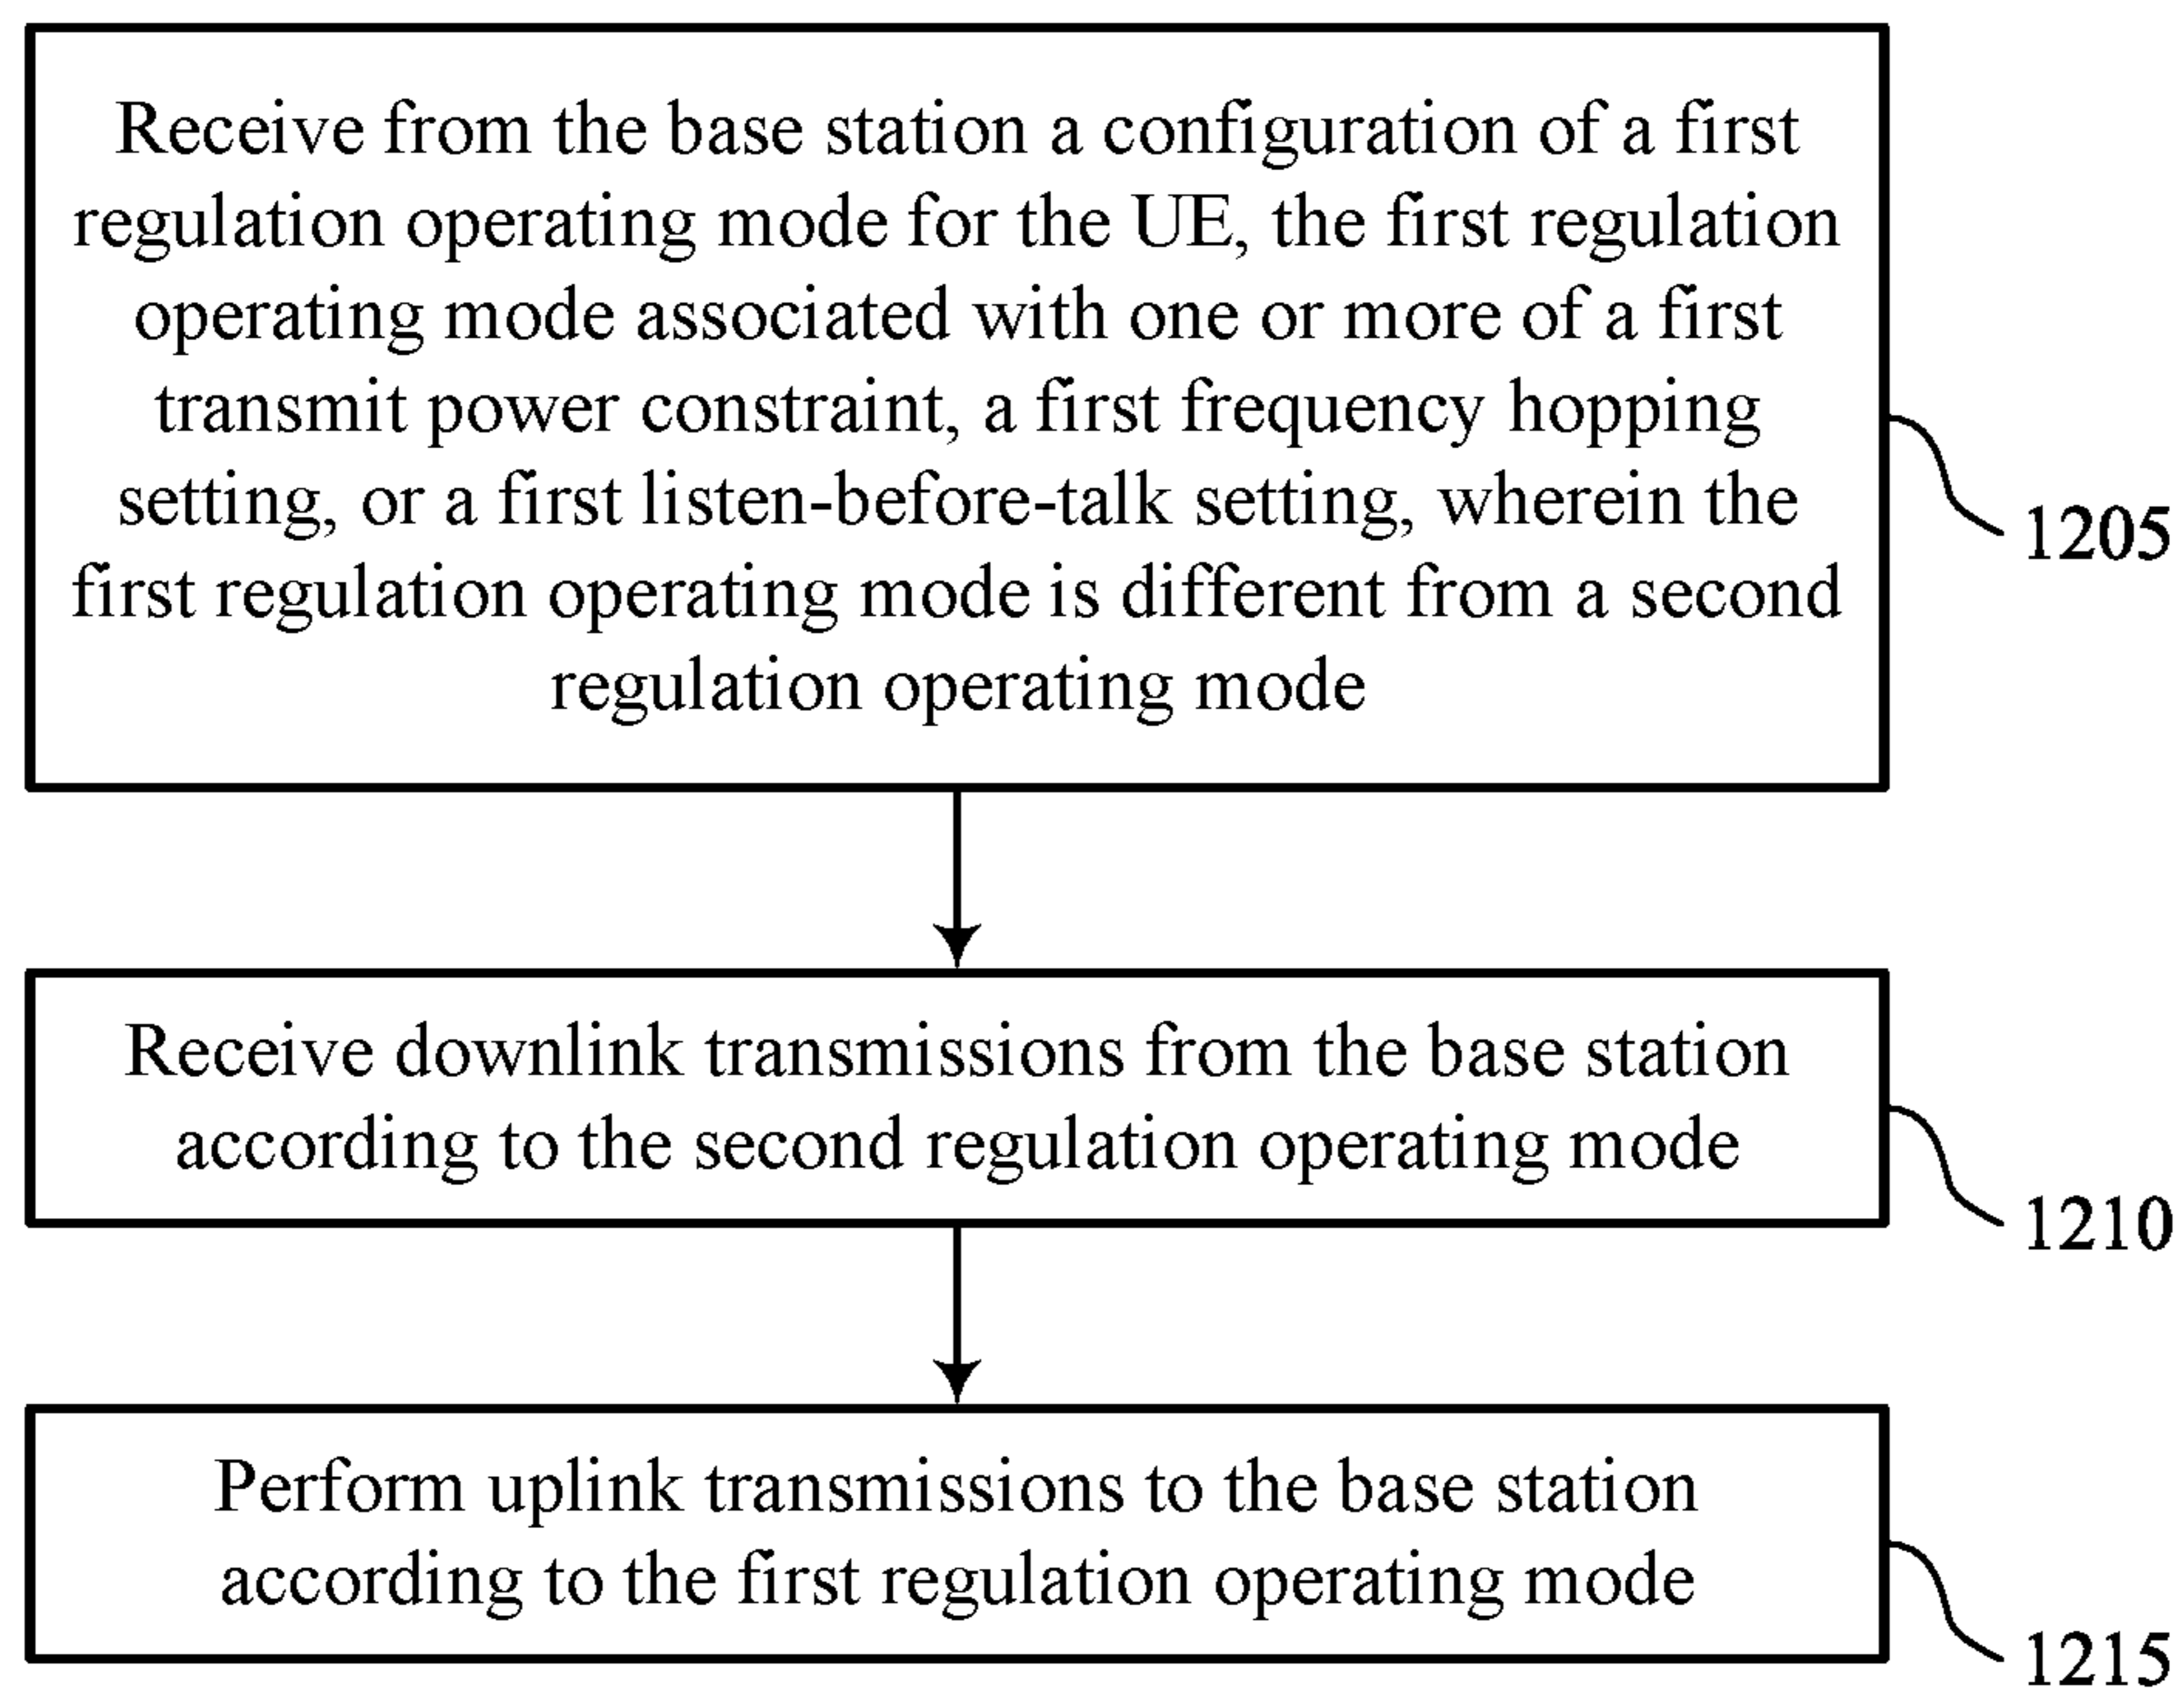 Receive from the base station a configuration of a first
regulation operating mode for the UE, the first regulation
operating mode associated with one or more of a first
transmit power constraint, a first frequency hopping
setting, or a first listen-before-talk setting, wherein the
first regulation operating mode is different from a second
regulation operating mode
1205
Receive downlink transmissions from the base station
according to the second regulation operating mode
1210
Perform uplink transmissions to the base station
according to the first regulation operating mode
1215